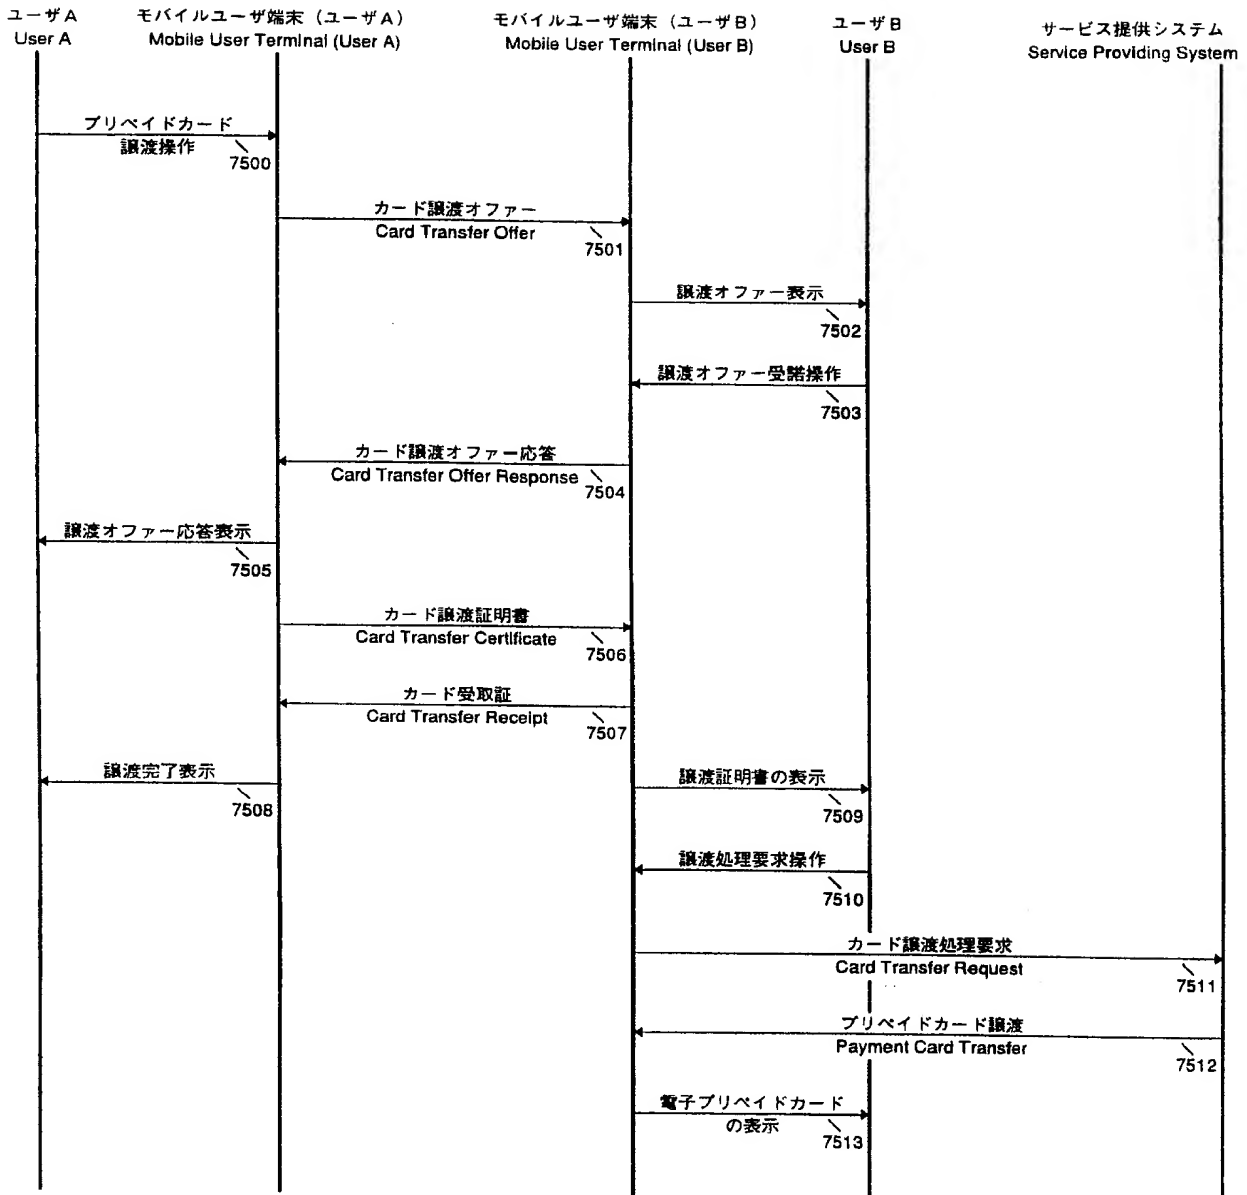 ユーザA
User A
モバイルユーザ端末（ユーザA）
Mobile User Terminal (User A)
モバイルユーザ端末（ユーザB）
Mobile User Terminal (User B)
ユーザB
User B
サービス提供システム
Service Providing System
プリペイドカード
譲渡操作
7500
カード譲渡オファー
Card Transfer Offer
7501
譲渡オファー表示
7502
譲渡オファー受諾操作
7503
カード譲渡オファー応答
Card Transfer Offer Response
7504
譲渡オファー応答表示
7505
カード譲渡証明書
Card Transfer Certificate
7506
カード受取証
Card Transfer Receipt
7507
譲渡完了表示
7508
譲渡証明書の表示
7509
譲渡処理要求操作
7510
カード譲渡処理要求
Card Transfer Request
7511
プリペイドカード譲渡
Payment Card Transfer
7512
電子プリペイドカード
の表示
7513